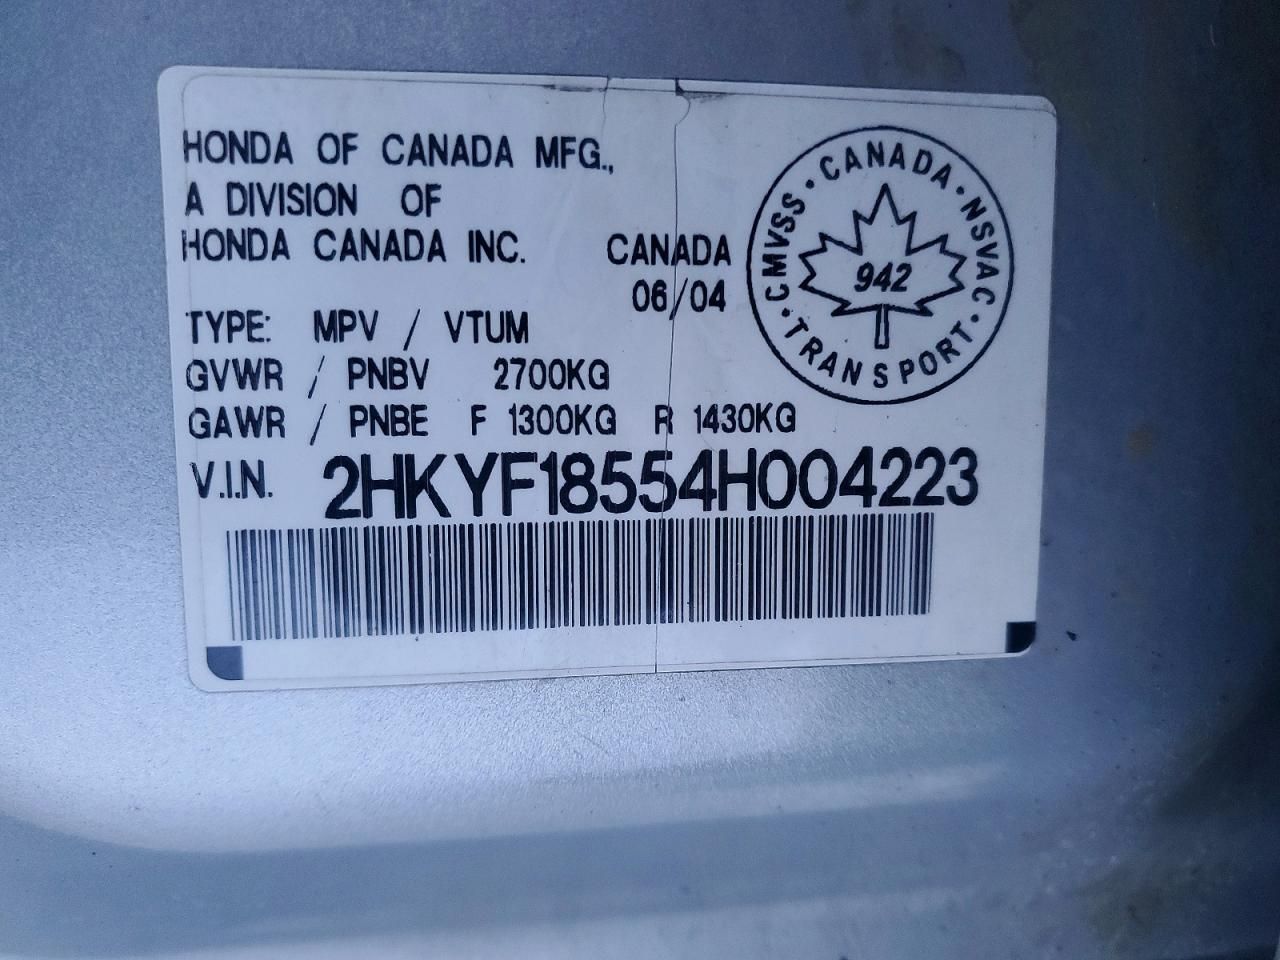 HONDA OF CANADA MFG.,
A DIVISION OF
HONDA CANADA INC. CANADA
06/04
TYPE: MPV / VTUM
GVWR / PNBV 2700KG
GAWR / PNBE F 1300KG R 1430KG
V.I.N. 2HKYF18554H004223
CMVSS · CANADA · NSVAC · TRANSPORT ·
942